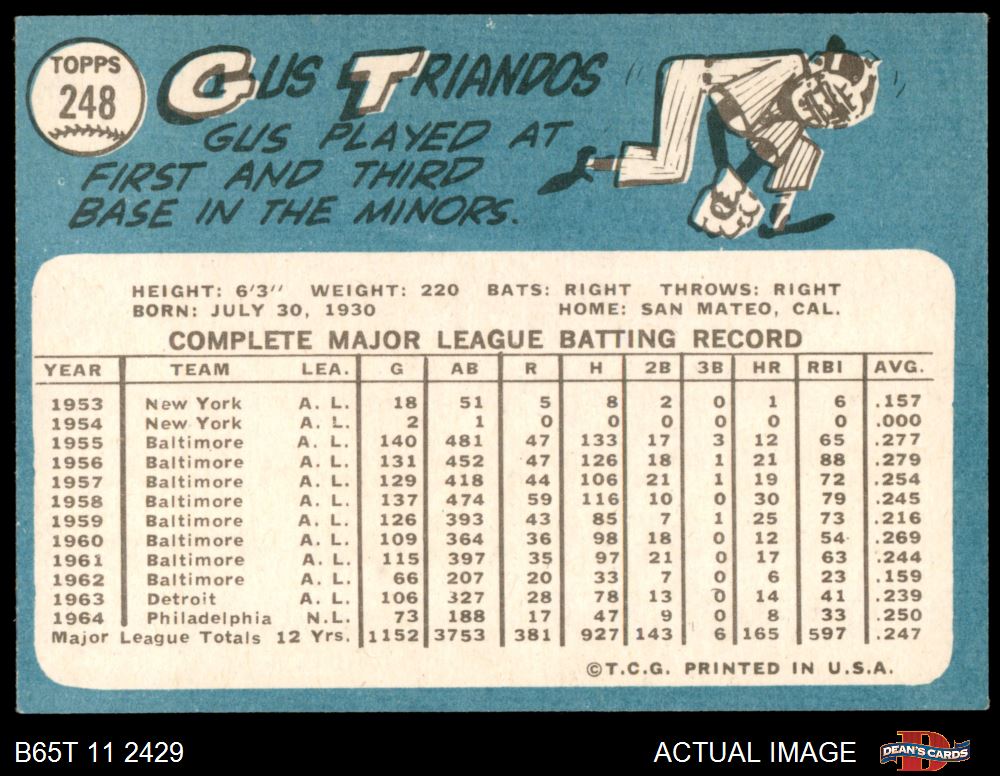 TOPPS
248
GUS TRIANDOS
GUS PLAYED AT
FIRST AND THIRD
BASE IN THE MINORS.
HEIGHT: 6'3" WEIGHT: 220 BATS: RIGHT THROWS: RIGHT
BORN: JULY 30, 1930 HOME: SAN MATEO, CAL.
COMPLETE MAJOR LEAGUE BATTING RECORD
YEAR TEAM LEA. G AB R H 2B 3B HR RBI AVG.
1953 New York A. L. 18 51 5 8 2 0 1 6 .157
1954 New York A. L. 2 1 0 0 0 0 0 0 .000
1955 Baltimore A. L. 140 481 47 133 17 3 12 65 .277
1956 Baltimore A. L. 131 452 47 126 18 1 21 88 .279
1957 Baltimore A. L. 129 418 44 106 21 1 19 72 .254
1958 Baltimore A. L. 137 474 59 116 10 0 30 79 .245
1959 Baltimore A. L. 126 393 43 85 7 1 25 73 .216
1960 Baltimore A. L. 109 364 36 98 18 0 12 54 .269
1961 Baltimore A. L. 115 397 35 97 21 0 17 63 .244
1962 Baltimore A. L. 66 207 20 33 7 0 6 23 .159
1963 Detroit A. L. 106 327 28 78 13 0 14 41 .239
1964 Philadelphia N.L. 73 188 17 47 9 0 8 33 .250
Major League Totals 12 Yrs. 1152 3753 381 927 143 6 165 597 .247
©T.C.G. PRINTED IN U.S.A.
B65T 11 2429 ACTUAL IMAGE D DEAN'S CARDS